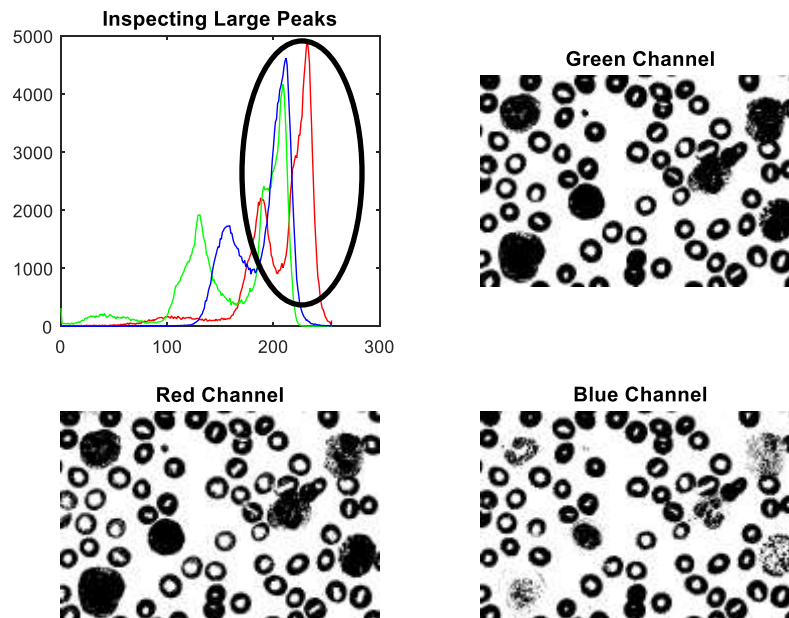 Inspecting Large Peaks
5000
4000
3000
2000
1000
0
0
100
200
300
Green Channel
Red Channel
Blue Channel